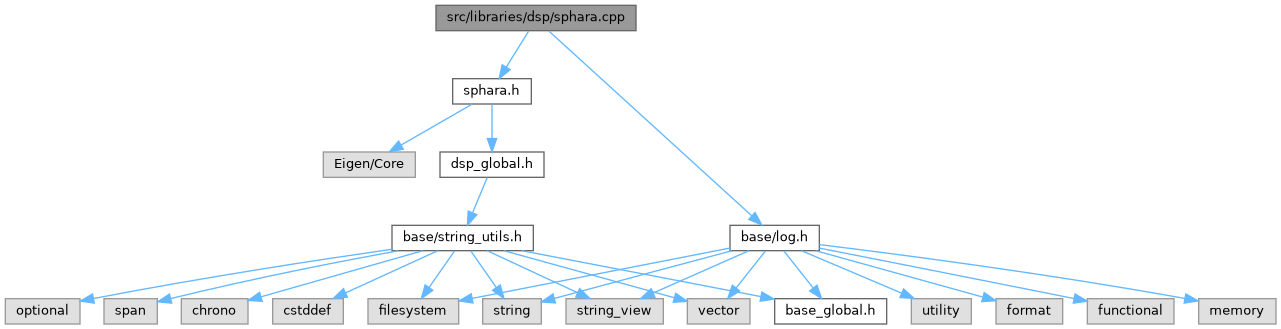 src/libraries/dsp/sphara.cpp
sphara.h
Eigen/Core
dsp_global.h
base/string_utils.h
base/log.h
optional
span
chrono
cstddef
filesystem
string
string_view
vector
base_global.h
utility
format
functional
memory